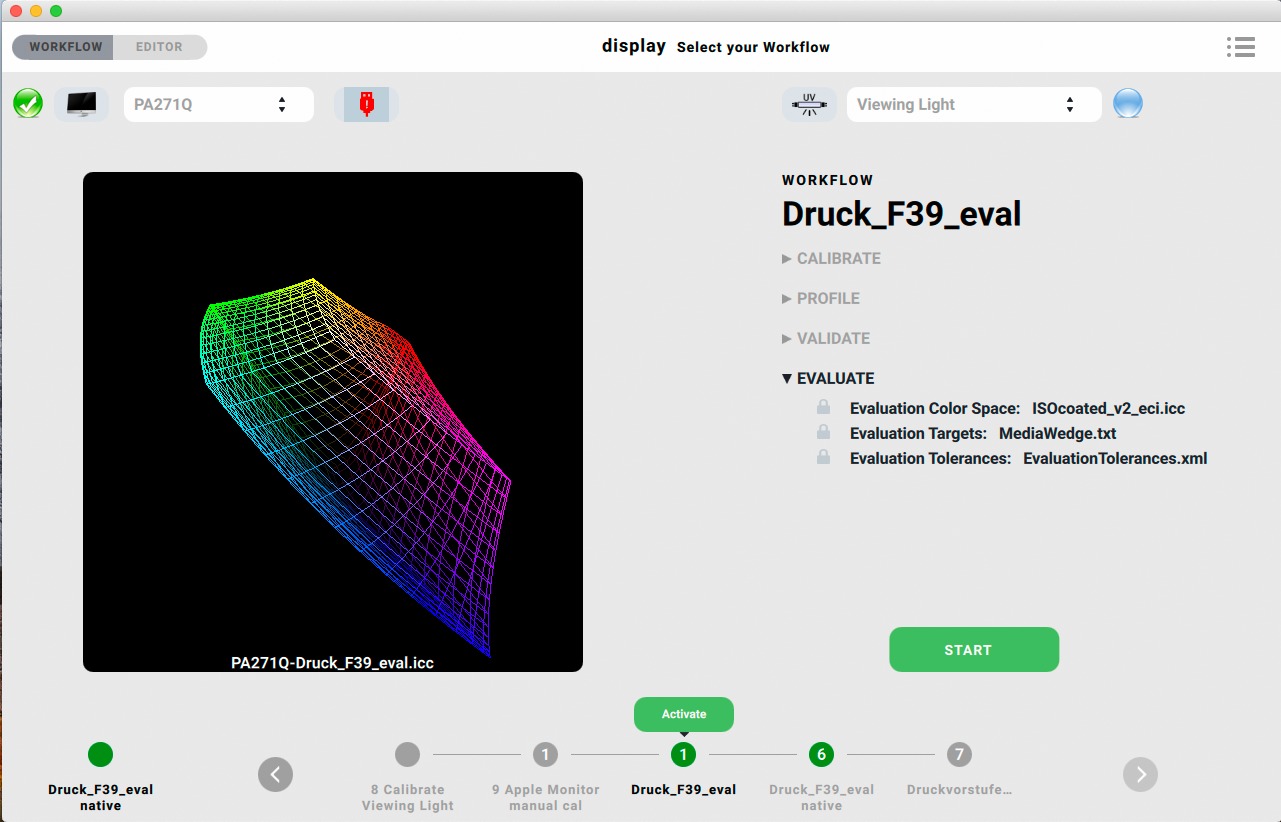 WORKFLOW EDITOR
display Select your Workflow
PA271Q
UV
Viewing Light
WORKFLOW
Druck_F39_eval
▶ CALIBRATE
▶ PROFILE
▶ VALIDATE
▼ EVALUATE
Evaluation Color Space: ISOcoated_v2_eci.icc
Evaluation Targets: MediaWedge.txt
Evaluation Tolerances: EvaluationTolerances.xml
PA271Q-Druck_F39_eval.icc
START
Activate
1
1
6
7
Druck_F39_eval
native
8 Calibrate
Viewing Light
9 Apple Monitor
manual cal
Druck_F39_eval
Druck_F39_eval
native
Druckvorstufe...